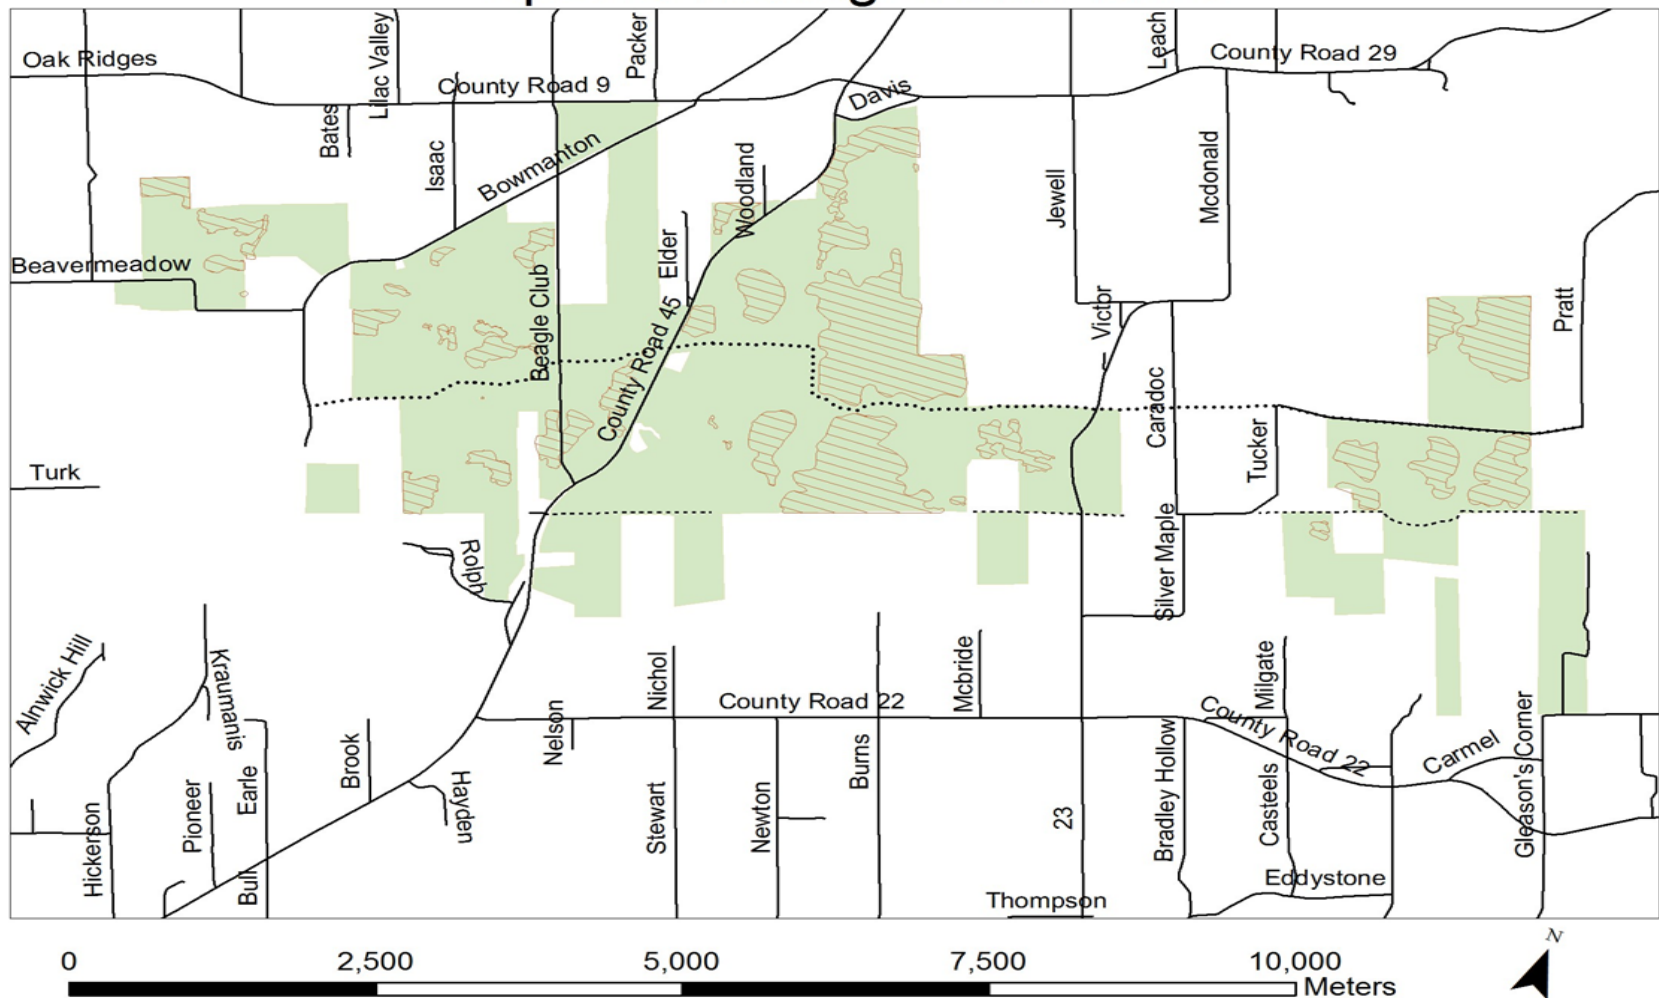 Leach
Packer
Lilac Valley
County Road 29
Oak Ridges
County Road 9
Davis
Bates
Isaac
Bowmanton
Woodland
Mcdonald
Jewell
Elder
Beavermeadow
Beagle Club
County Road 45
Victor
Pratt
Caradoc
Tucker
Turk
Silver Maple
Rolph
Alnwick Hill
Kraumanis
Nichol
Mcbride
Milgate
County Road 22
Nelson
County Road 22
Gleason's Corner
Carmel
Brook
Burns
Bradley Hollow
Earle
Hayden
Pioneer
Hickerson
Stewart
Newton
23
Casteels
Bull
Eddystone
Thompson
N
0 2,500 5,000 7,500 10,000
Meters